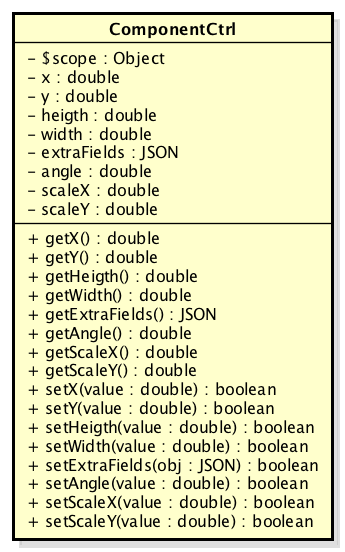 ComponentCtrl
- $scope : Object
- x : double
- y : double
- heigth : double
- width : double
- extraFields : JSON
- angle : double
- scaleX : double
- scaleY : double
+ getX() : double
+ getY() : double
+ getHeigth() : double
+ getWidth() : double
+ getExtraFields() : JSON
+ getAngle() : double
+ getScaleX() : double
+ getScaleY() : double
+ setX(value : double) : boolean
+ setY(value : double) : boolean
+ setHeigth(value : double) : boolean
+ setWidth(value : double) : boolean
+ setExtraFields(obj : JSON) : boolean
+ setAngle(value : double) : boolean
+ setScaleX(value : double) : boolean
+ setScaleY(value : double) : boolean